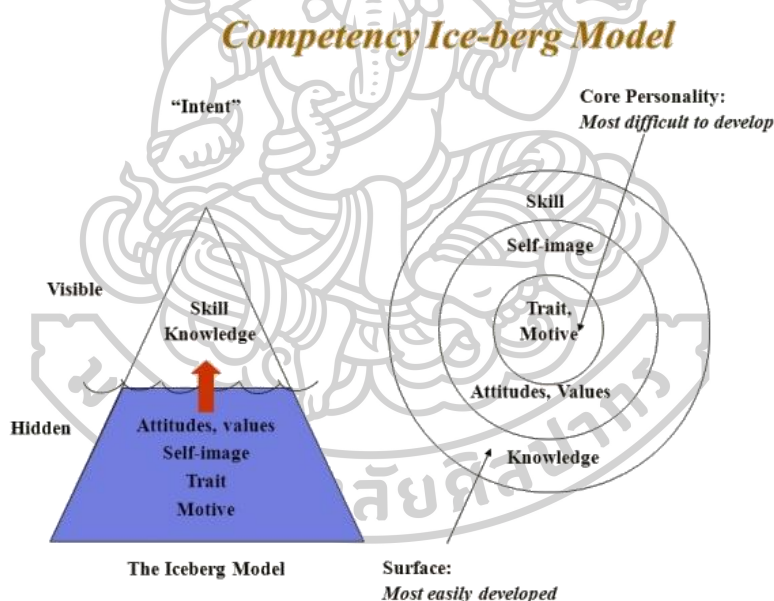 Competency Ice-berg Model
“Intent”
Visible
Skill
Knowledge
Hidden
Attitudes, values
Self-image
Trait
Motive
The Iceberg Model
Core Personality:
Most difficult to develop
Skill
Self-image
Trait,
Motive
Attitudes, Values
Knowledge
Surface:
Most easily developed